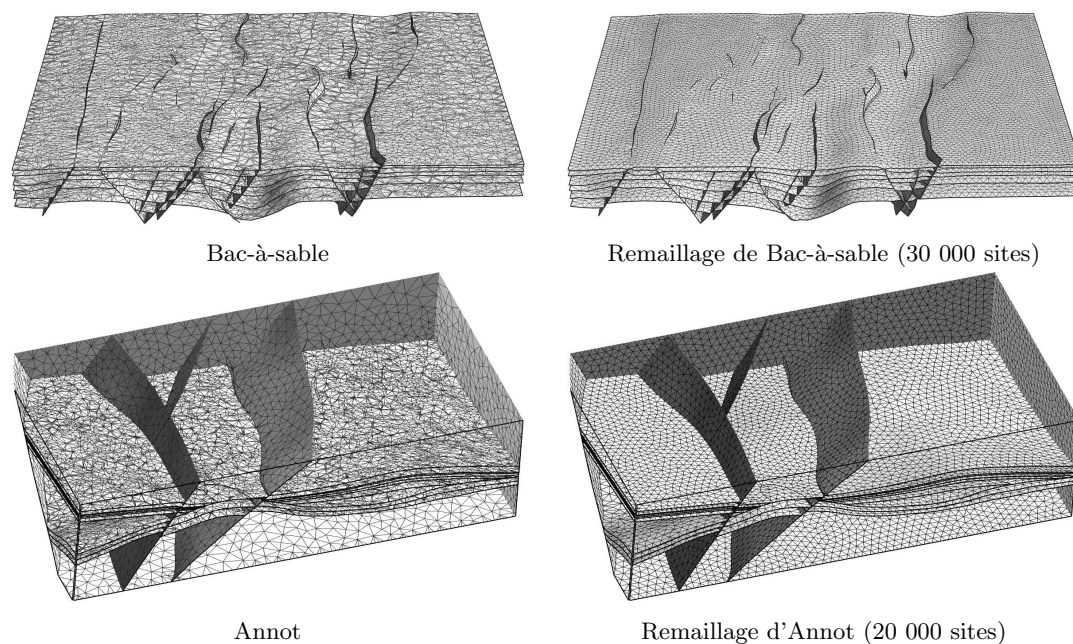 Bac-à-sable
Remaillage de Bac-à-sable (30 000 sites)
Annot
Remaillage d'Annot (20 000 sites)